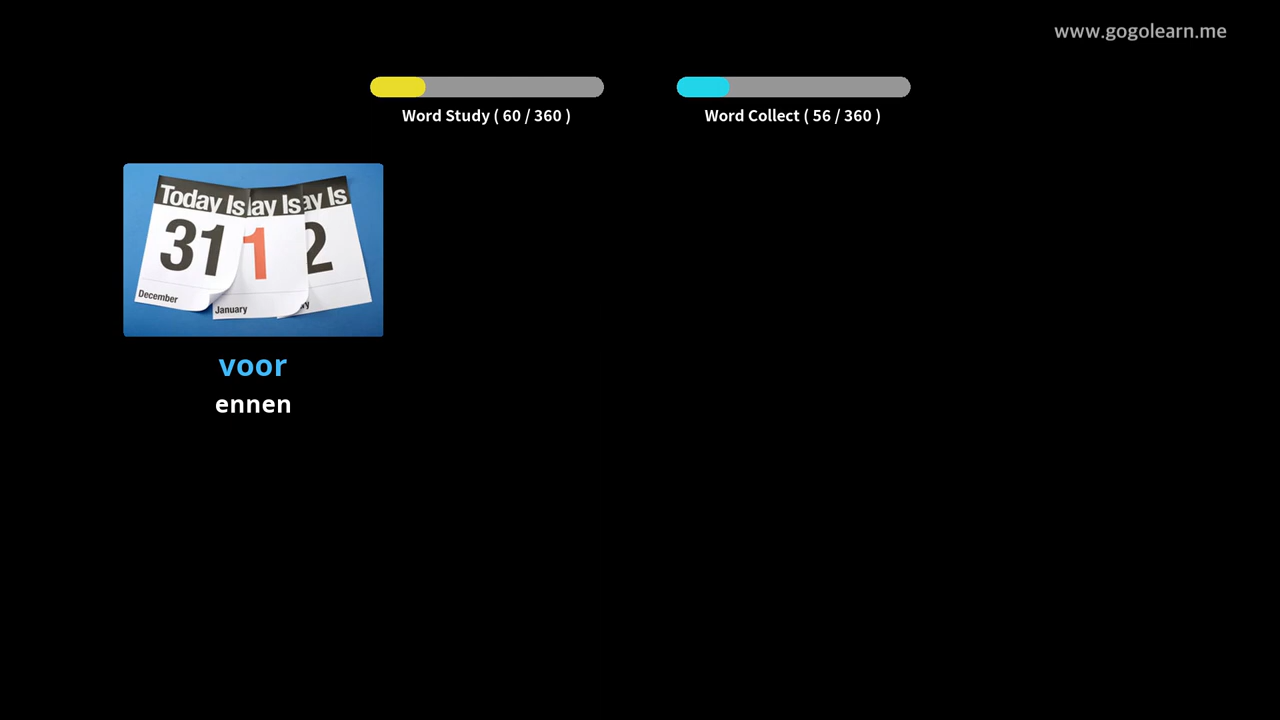 www.gogolearn.me
Word Study ( 60 / 360 )
Word Collect ( 56 / 360 )
Today Is
ay Is
ay Is
31
1
2
December
January
voor
ennen